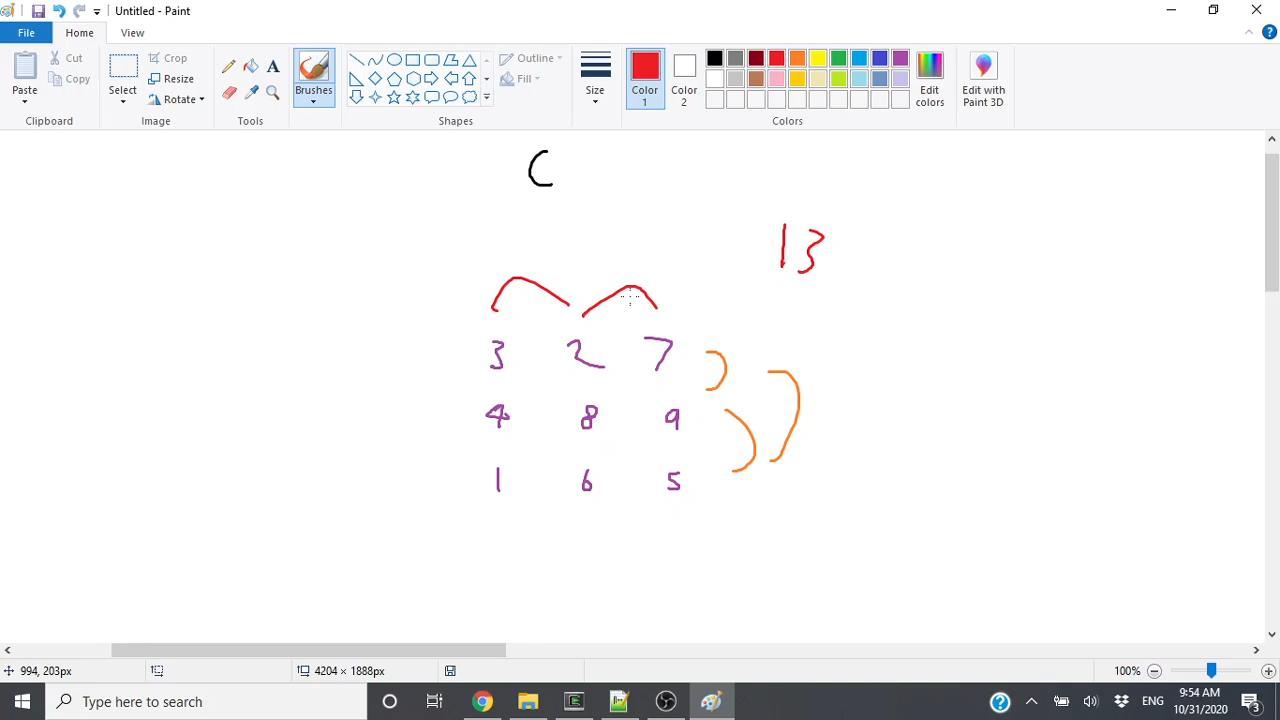 Untitled - Paint
File Home View
Paste
Cut
Copy
Clipboard
Select
Crop
Resize
Rotate
Image
Tools
Brushes
Shapes
Outline
Fill
Size
Color 1
Color 2
Edit colors
Colors
Edit with Paint 3D
C
13
3 2 7
4 8 9
1 6 5
994, 203px
4204 × 1888px
100%
Type here to search
ENG
9:54 AM
10/31/2020
3